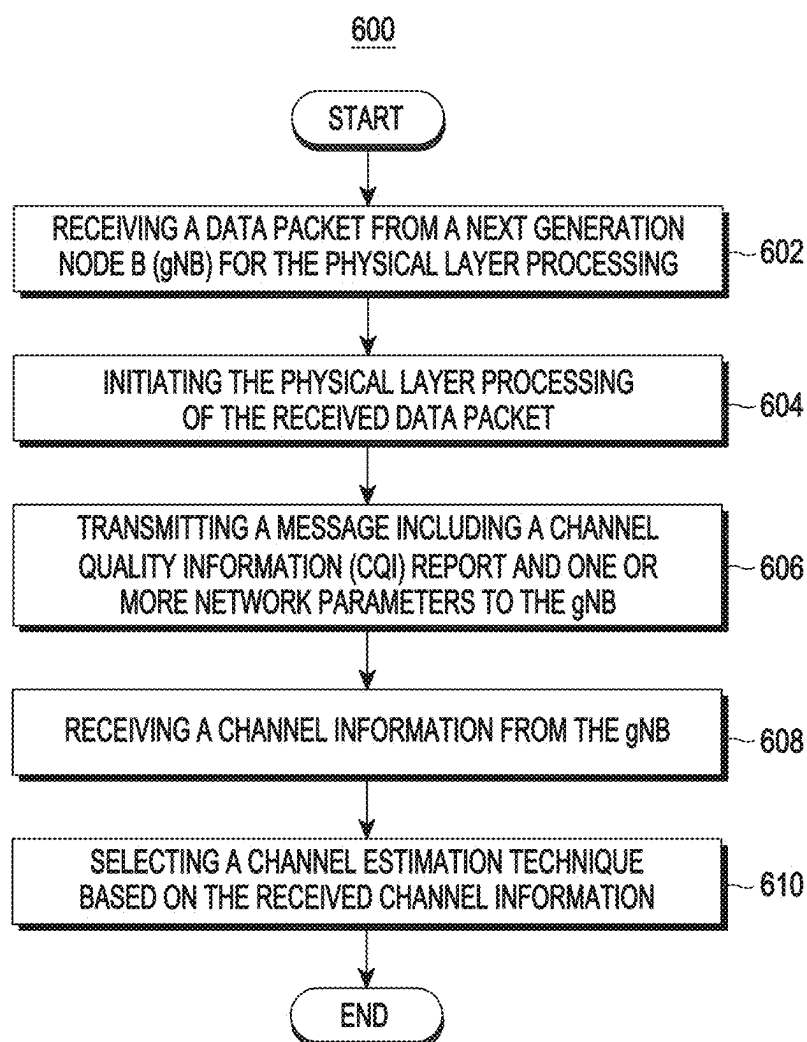 600
START
RECEIVING A DATA PACKET FROM A NEXT GENERATION
NODE B (gNB) FOR THE PHYSICAL LAYER PROCESSING
602
INITIATING THE PHYSICAL LAYER PROCESSING
OF THE RECEIVED DATA PACKET
604
TRANSMITTING A MESSAGE INCLUDING A CHANNEL
QUALITY INFORMATION (CQI) REPORT AND ONE OR
MORE NETWORK PARAMETERS TO THE gNB
606
RECEIVING A CHANNEL INFORMATION FROM THE gNB
608
SELECTING A CHANNEL ESTIMATION TECHNIQUE
BASED ON THE RECEIVED CHANNEL INFORMATION
610
END